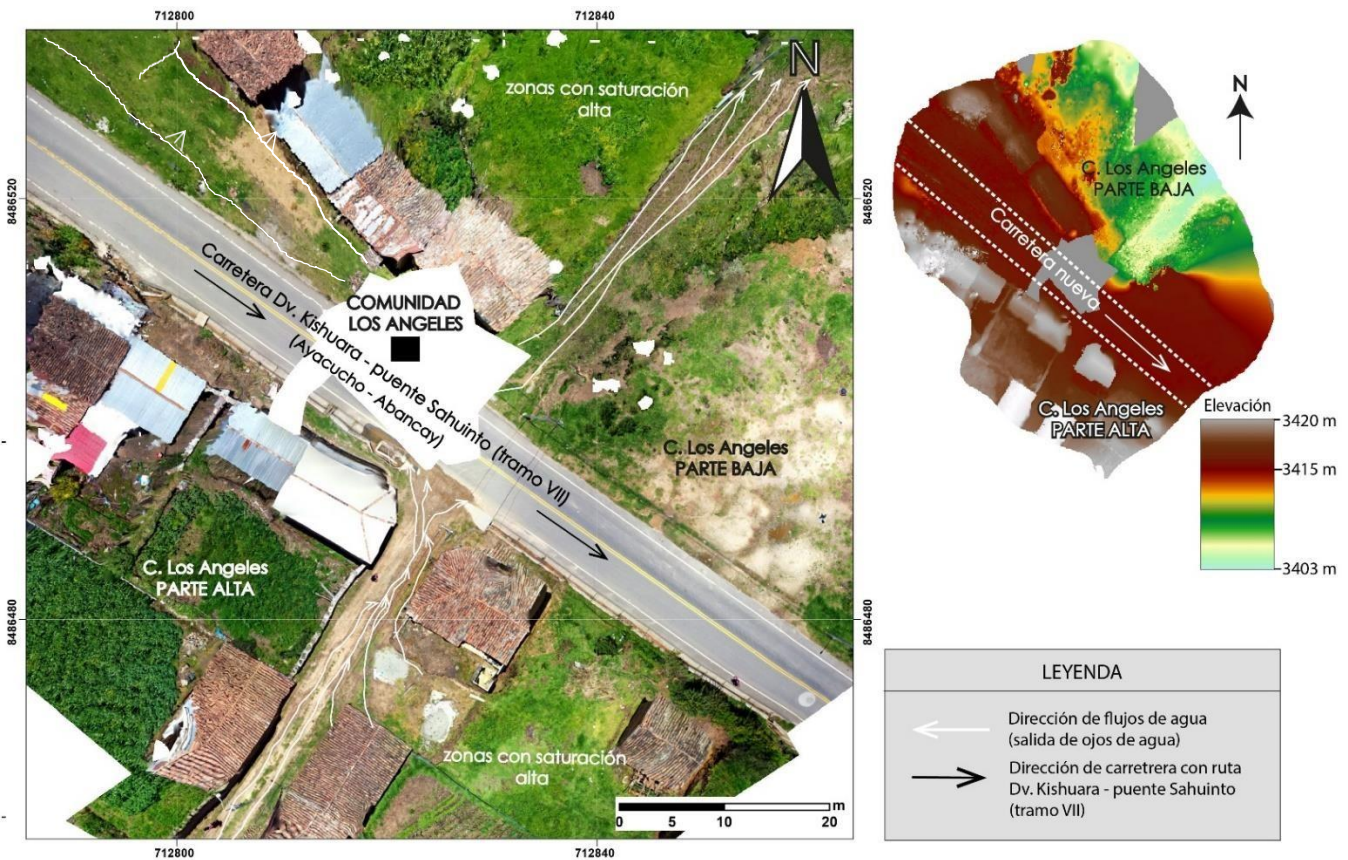 712800
712840
N
zonas con saturación
alta
8486520
8486520
Carretera Dv. Kishuara - puente Sahuinto (tramo VII)
(Ayacucho - Abancay)
COMUNIDAD
LOS ANGELES
C. Los Angeles
PARTE BAJA
C. Los Angeles
PARTE ALTA
8486480
8486480
zonas con saturación
alta
m
0
5
10
20
712800
712840
N
C. Los Angeles
PARTE BAJA
Carretera nueva
C. Los Angeles
PARTE ALTA
Elevación
3420 m
3415 m
3403 m
LEYENDA
Dirección de flujos de agua
(salida de ojos de agua)
Dirección de carretrera con ruta
Dv. Kishuara - puente Sahuinto
(tramo VII)